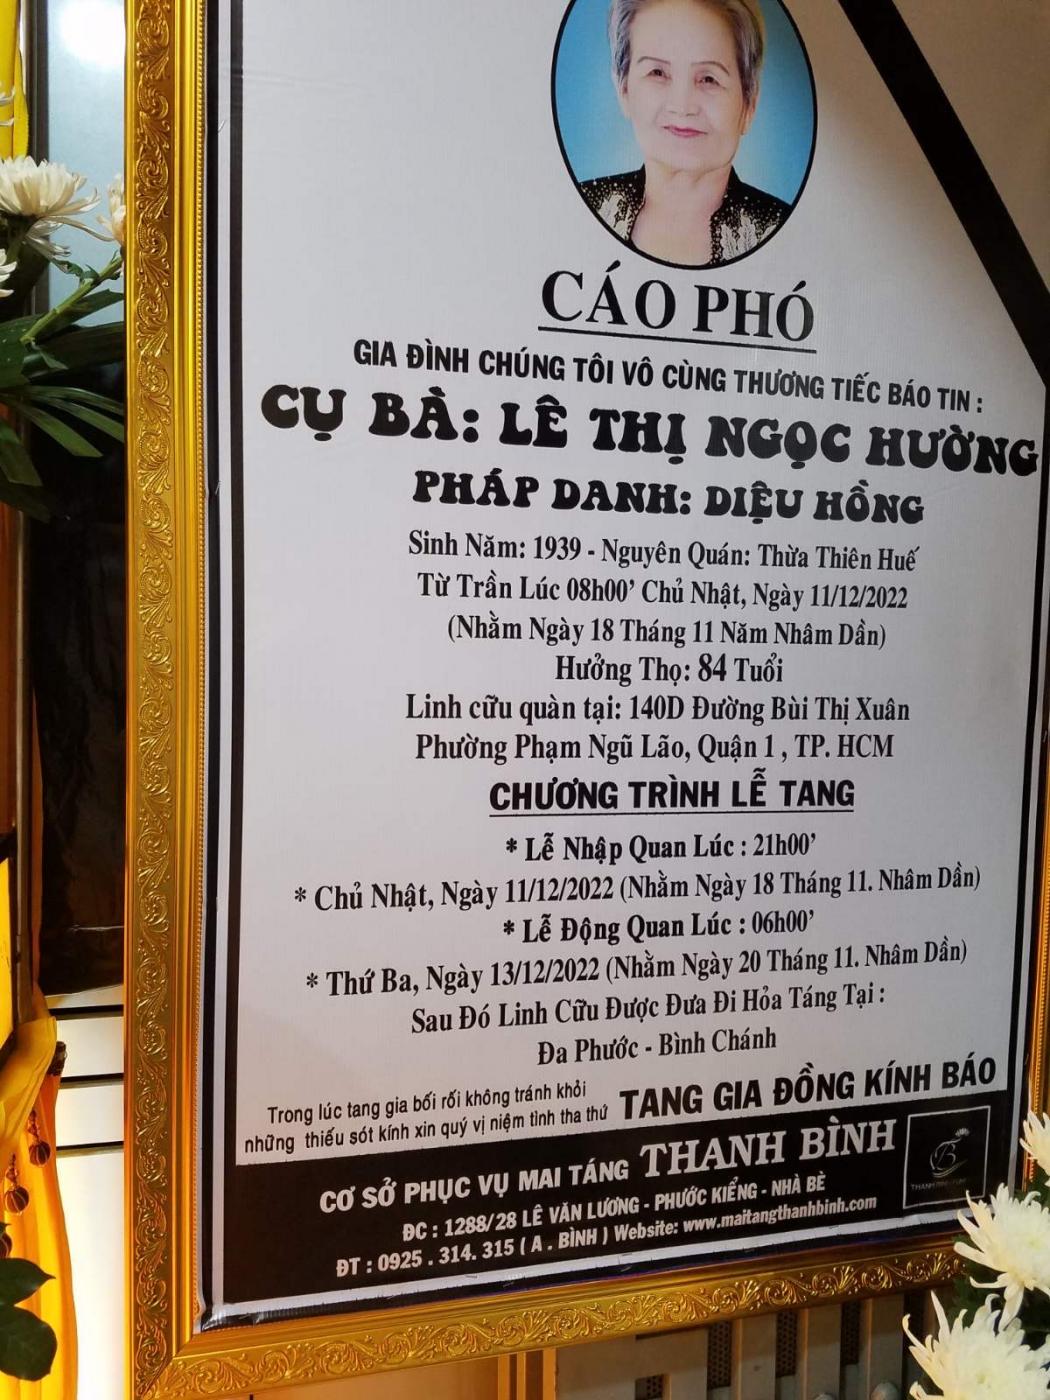 CÁO PHÓ
GIA ĐÌNH CHÚNG TÔI VÔ CÙNG THƯƠNG TIẾC BÁO TIN :
CỤ BÀ: LÊ THỊ NGỌC HƯỜNG
PHÁP DANH: DIỆU HỒNG
Sinh Năm: 1939 - Nguyên Quán: Thừa Thiên Huế
Từ Trần Lúc 08h00' Chủ Nhật, Ngày 11/12/2022
(Nhằm Ngày 18 Tháng 11 Năm Nhâm Dần)
Hưởng Thọ: 84 Tuổi
Linh cữu quàn tại: 140D Đường Bùi Thị Xuân
Phường Phạm Ngũ Lão, Quận 1 , TP. HCM
CHƯƠNG TRÌNH LỄ TANG
* Lễ Nhập Quan Lúc : 21h00'
* Chủ Nhật, Ngày 11/12/2022 (Nhằm Ngày 18 Tháng 11. Nhâm Dần)
* Lễ Động Quan Lúc : 06h00'
* Thứ Ba, Ngày 13/12/2022 (Nhằm Ngày 20 Tháng 11. Nhâm Dần)
Sau Đó Linh Cữu Được Đưa Đi Hỏa Táng Tại :
Đa Phước - Bình Chánh
Trong lúc tang gia bối rối không tránh khỏi
những thiếu sót kính xin quý vị niệm tình tha thứ
TANG GIA ĐỒNG KÍNH BÁO
CƠ SỞ PHỤC VỤ MAI TÁNG THANH BÌNH
ĐC : 1288/28 LÊ VĂN LƯƠNG - PHƯỚC KIỂNG - NHÀ BÈ
ĐT : 0925 . 314. 315 ( A . BÌNH ) Website: www.maitangthanhbinh.com